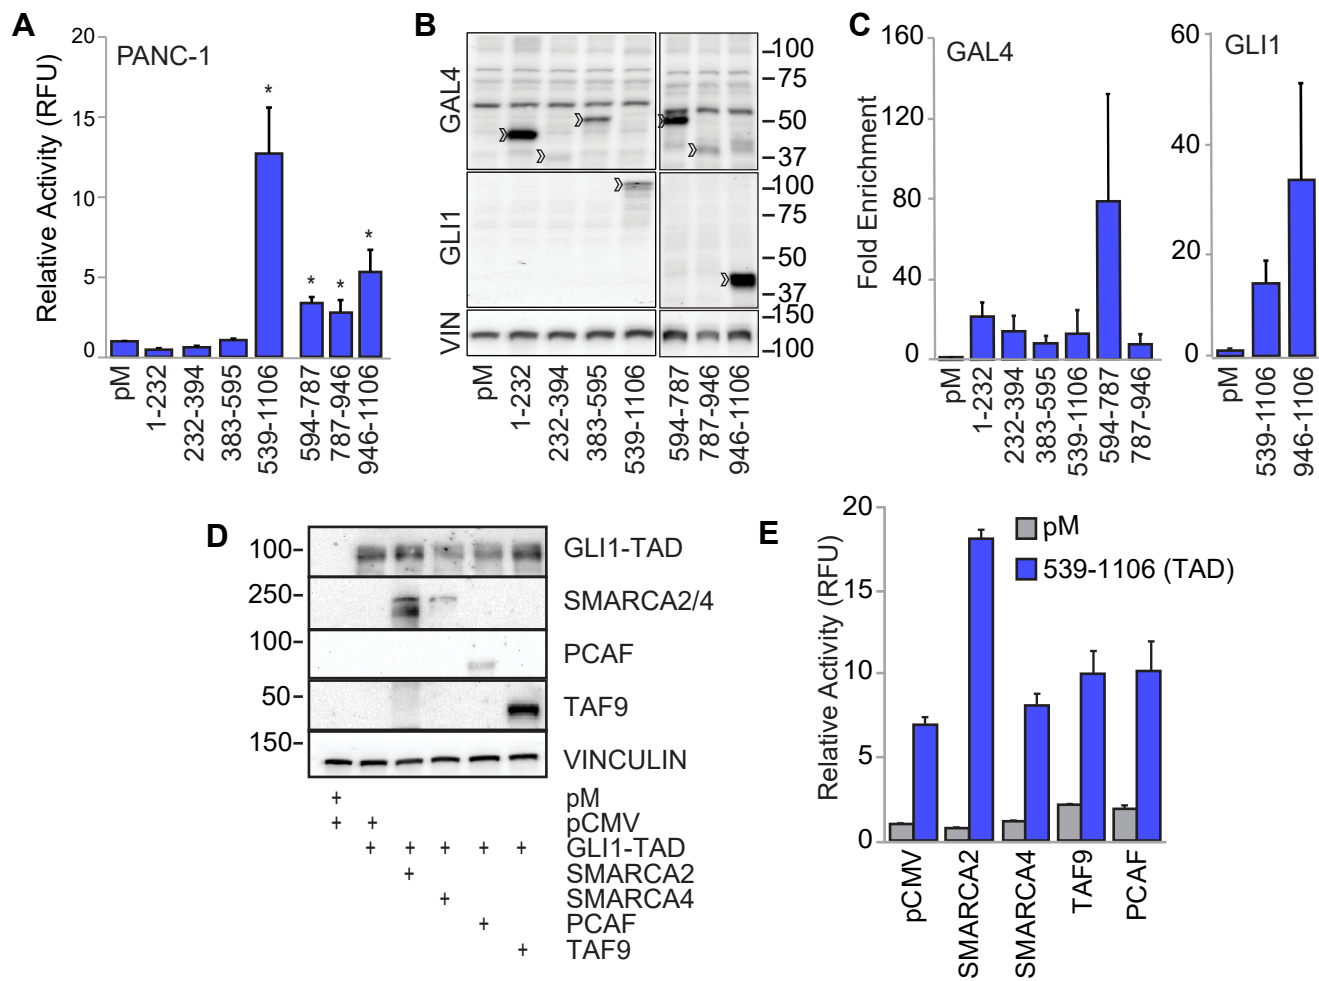 A
PANC-1
Relative Activity (RFU)
20
15
10
5
0
*
*
*
*
pM
1-232
232-394
383-595
539-1106
594-787
787-946
946-1106
B
GAL4
GLI1
VIN
–100
–75
–50
–37
–100
–75
–50
–37
–150
–100
pM
1-232
232-394
383-595
539-1106
594-787
787-946
946-1106
C
GAL4
Fold Enrichment
160
120
80
40
0
pM
1-232
232-394
383-595
539-1106
594-787
787-946
GLI1
60
40
20
0
pM
539-1106
946-1106
D
100– GLI1-TAD
250– SMARCA2/4
100– PCAF
50– TAF9
150– VINCULIN
+ pM
+ + pCMV
+ + + + + GLI1-TAD
+ SMARCA2
+ SMARCA4
+ PCAF
+ TAF9
E
Relative Activity (RFU)
20
15
10
5
0
pM
539-1106 (TAD)
pCMV
SMARCA2
SMARCA4
TAF9
PCAF